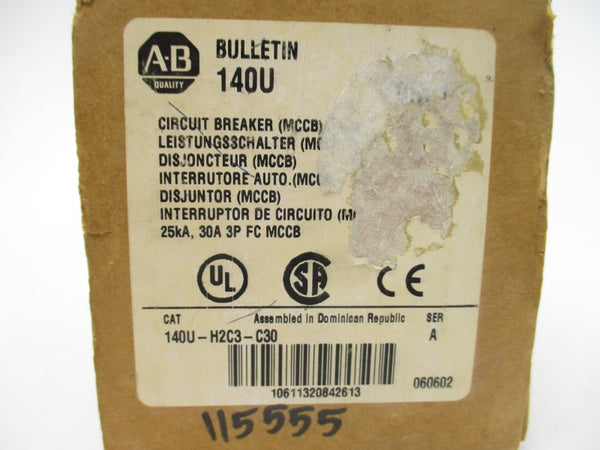 A-B
QUALITY
BULLETIN
140U
CIRCUIT BREAKER (MCCB)
LEISTUNGSSCHALTER
DISJONCTEUR (MCCB)
INTERRUTORE AUTO.
DISJUNTOR (MCCB)
INTERRUPTOR DE CIRCUITO
25kA, 30A 3P FC MCCB
UL SA CE
CAT Assembled in Dominican Republic SER
140U-H2C3-C30 A
10611320842613 060602
115555